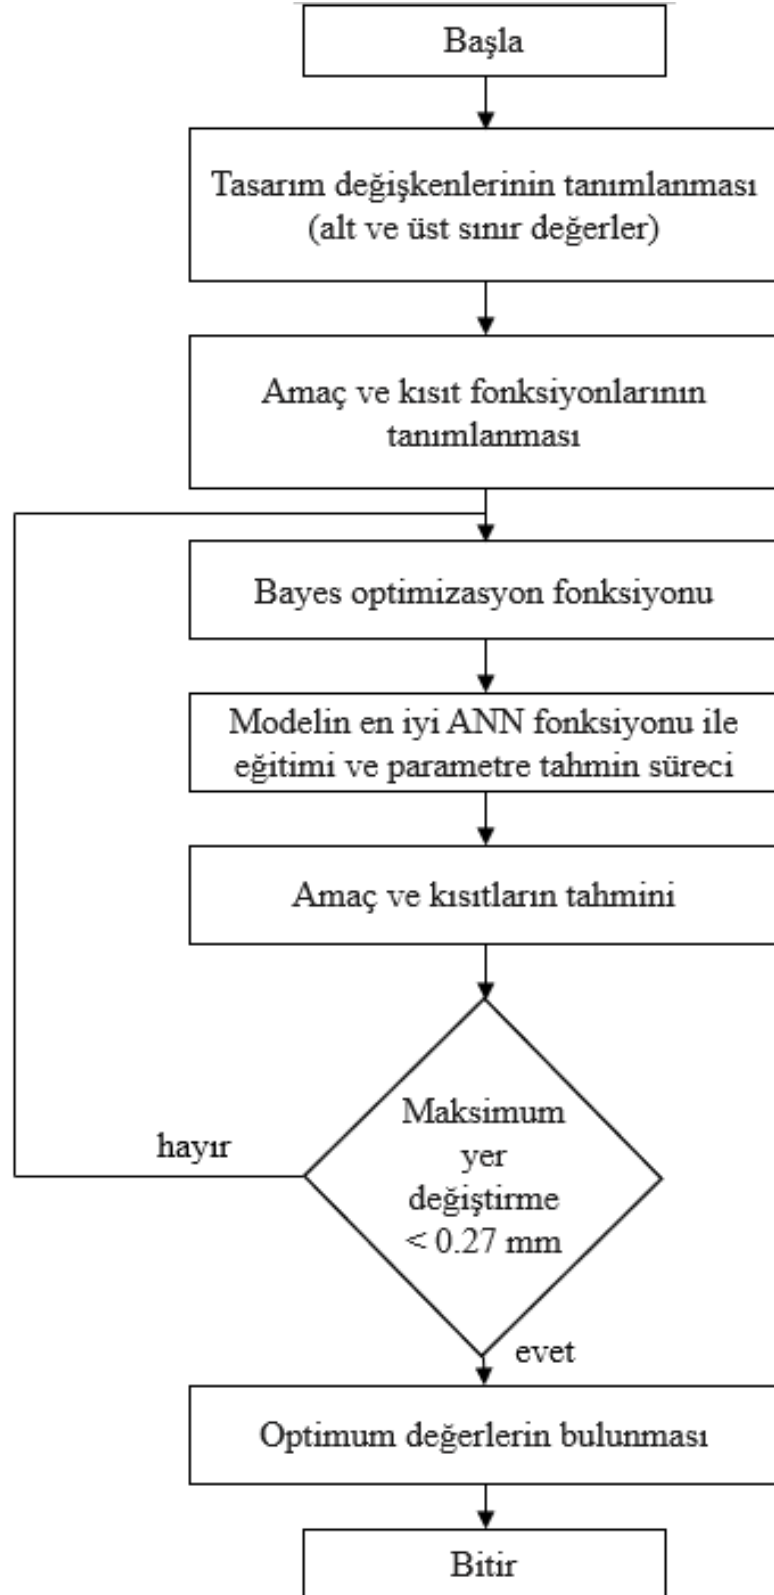 Başla
Tasarım değişkenlerinin tanımlanması
(alt ve üst sınır değerler)
Amaç ve kısıt fonksiyonlarının
tanımlanması
Bayes optimizasyon fonksiyonu
Modelin en iyi ANN fonksiyonu ile
eğitimi ve parametre tahmin süreci
Amaç ve kısıtların tahmini
Maksimum
yer
değiştirme
< 0.27 mm
hayır
evet
Optimum değerlerin bulunması
Bitir